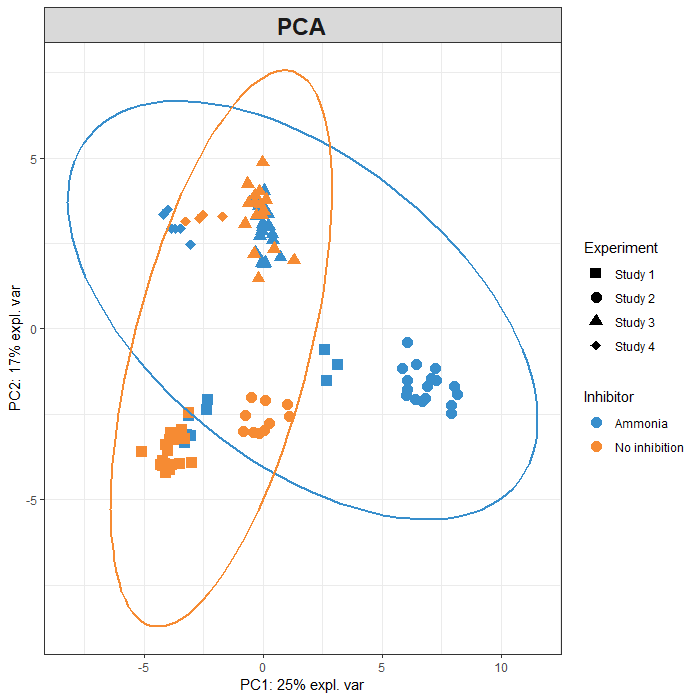 PCA
PC2: 17% expl. var
5
0
-5
-5
0
5
10
PC1: 25% expl. var
Experiment
Study 1
Study 2
Study 3
Study 4
Inhibitor
Ammonia
No inhibition